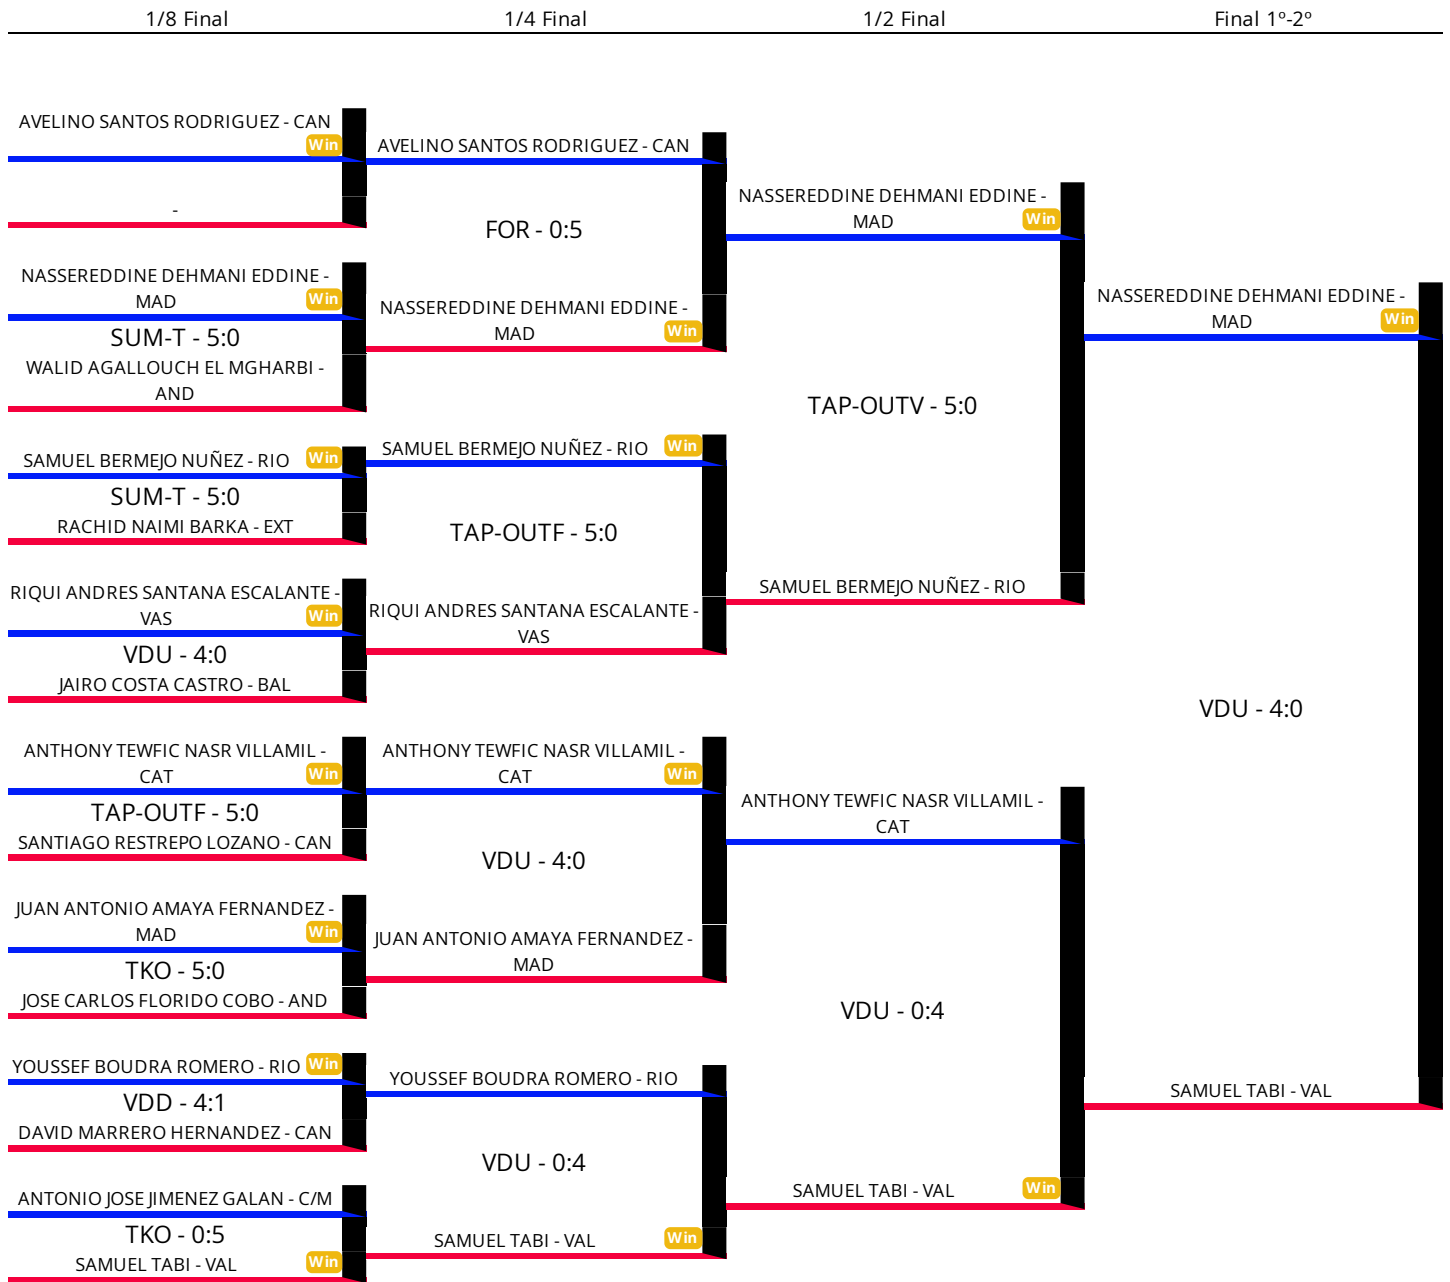 1/8 Final
1/4 Final
1/2 Final
Final 1º-2º
AVELINO SANTOS RODRIGUEZ - CAN
Win
-
NASSEREDDINE DEHMANI EDDINE -
MAD
Win
SUM-T - 5:0
WALID AGALLOUCH EL MGHARBI -
AND
SAMUEL BERMEJO NUÑEZ - RIO
Win
SUM-T - 5:0
RACHID NAIMI BARKA - EXT
RIQUI ANDRES SANTANA ESCALANTE -
VAS
Win
VDU - 4:0
JAIRO COSTA CASTRO - BAL
ANTHONY TEWFIC NASR VILLAMIL -
CAT
Win
TAP-OUTF - 5:0
SANTIAGO RESTREPO LOZANO - CAN
JUAN ANTONIO AMAYA FERNANDEZ -
MAD
Win
TKO - 5:0
JOSE CARLOS FLORIDO COBO - AND
YOUSSEF BOUDRA ROMERO - RIO
Win
VDD - 4:1
DAVID MARRERO HERNANDEZ - CAN
ANTONIO JOSE JIMENEZ GALAN - C/M
TKO - 0:5
SAMUEL TABI - VAL
Win
AVELINO SANTOS RODRIGUEZ - CAN
FOR - 0:5
NASSEREDDINE DEHMANI EDDINE -
MAD
Win
SAMUEL BERMEJO NUÑEZ - RIO
Win
TAP-OUTF - 5:0
RIQUI ANDRES SANTANA ESCALANTE -
VAS
ANTHONY TEWFIC NASR VILLAMIL -
CAT
Win
VDU - 4:0
JUAN ANTONIO AMAYA FERNANDEZ -
MAD
YOUSSEF BOUDRA ROMERO - RIO
VDU - 0:4
SAMUEL TABI - VAL
Win
NASSEREDDINE DEHMANI EDDINE -
MAD
Win
TAP-OUTV - 5:0
SAMUEL BERMEJO NUÑEZ - RIO
ANTHONY TEWFIC NASR VILLAMIL -
CAT
VDU - 0:4
SAMUEL TABI - VAL
Win
NASSEREDDINE DEHMANI EDDINE -
MAD
Win
VDU - 4:0
SAMUEL TABI - VAL